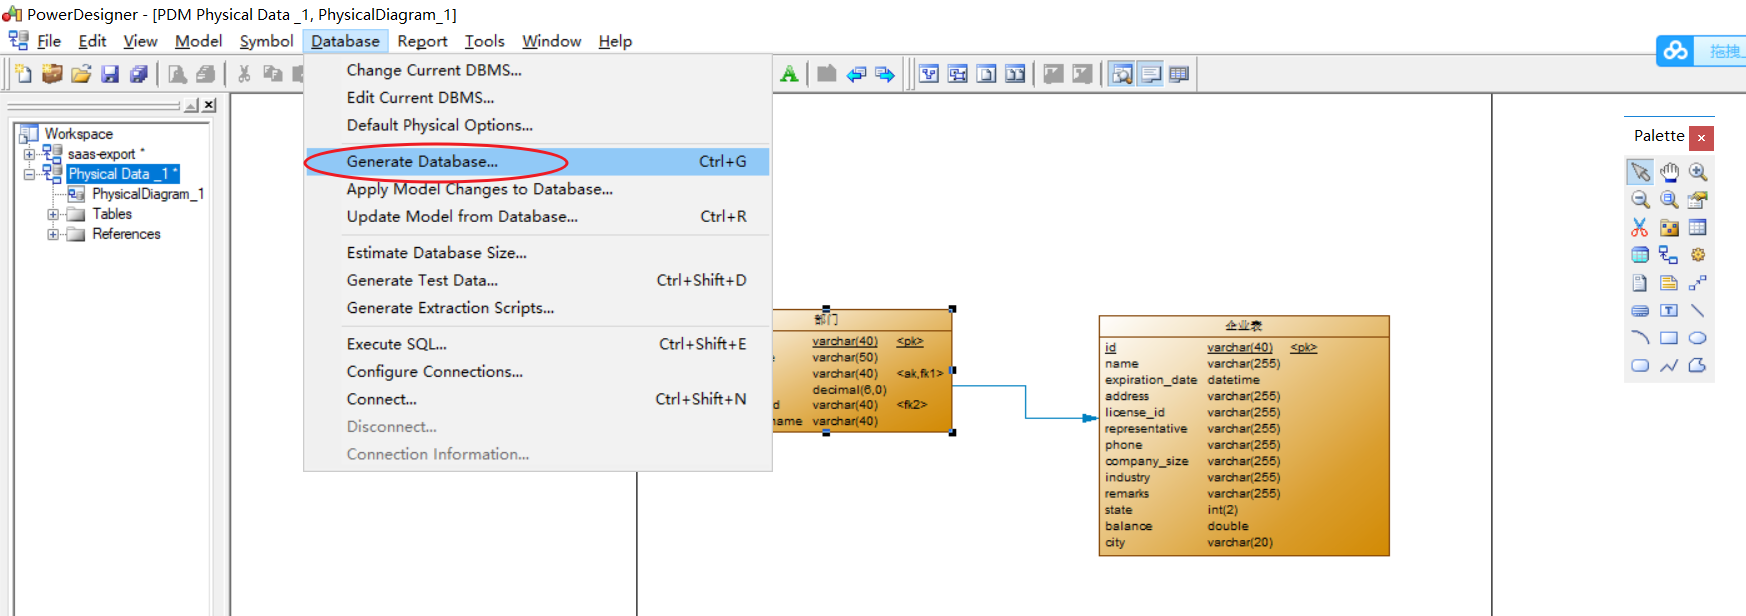 PowerDesigner - [PDM Physical Data _1, PhysicalDiagram_1]
File Edit View Model Symbol Database Report Tools Window Help
拖拽
Change Current DBMS...
Edit Current DBMS...
Default Physical Options...
Generate Database... Ctrl+G
Apply Model Changes to Database...
Update Model from Database... Ctrl+R
Estimate Database Size...
Generate Test Data... Ctrl+Shift+D
Generate Extraction Scripts...
Execute SQL... Ctrl+Shift+E
Configure Connections...
Connect... Ctrl+Shift+N
Disconnect...
Connection Information...
Workspace
saas-export *
Physical Data _1 *
PhysicalDiagram_1
Tables
References
部门
varchar(40) <pk>
varchar(50)
varchar(40) <ak,fk1>
decimal(6,0)
d varchar(40) <fk2>
name varchar(40)
企业表
id varchar(40) <pk>
name varchar(255)
expiration_date datetime
address varchar(255)
license_id varchar(255)
representative varchar(255)
phone varchar(255)
company_size varchar(255)
industry varchar(255)
remarks varchar(255)
state int(2)
balance double
city varchar(20)
Palette